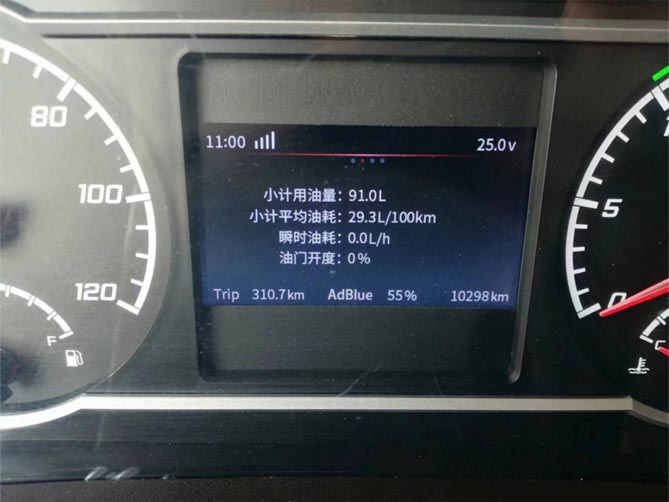 80
100
120
F
11:00
25.0v
小计用油量: 91.0L
小计平均油耗: 29.3L/100km
瞬时油耗: 0.0L/h
油门开度: 0%
Trip 310.7km AdBlue 55% 10298km
5
0
C